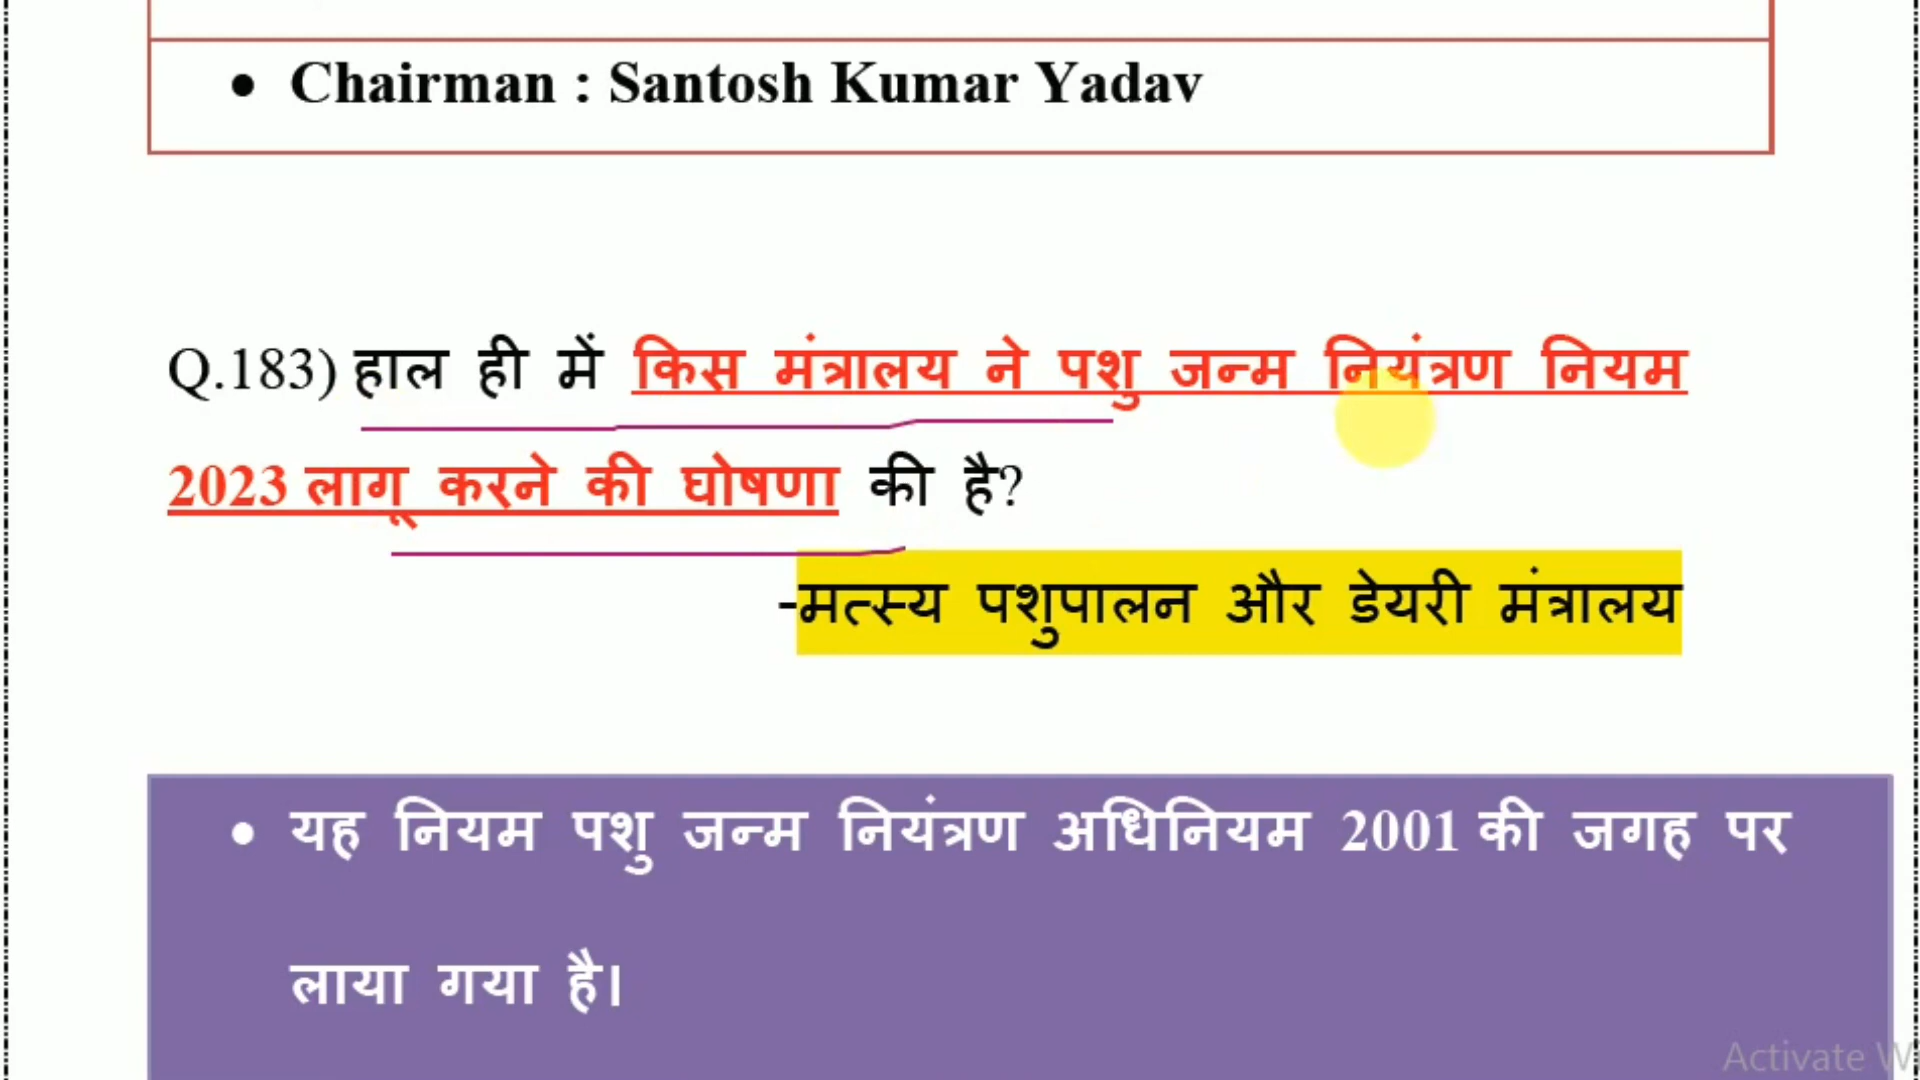 • Chairman : Santosh Kumar Yadav
Q.183) हाल ही में किस मंत्रालय ने पशु जन्म नियंत्रण नियम
2023 लागू करने की घोषणा की है?
-मत्स्य पशुपालन और डेयरी मंत्रालय
• यह नियम पशु जन्म नियंत्रण अधिनियम 2001 की जगह पर
लाया गया है।
Activate